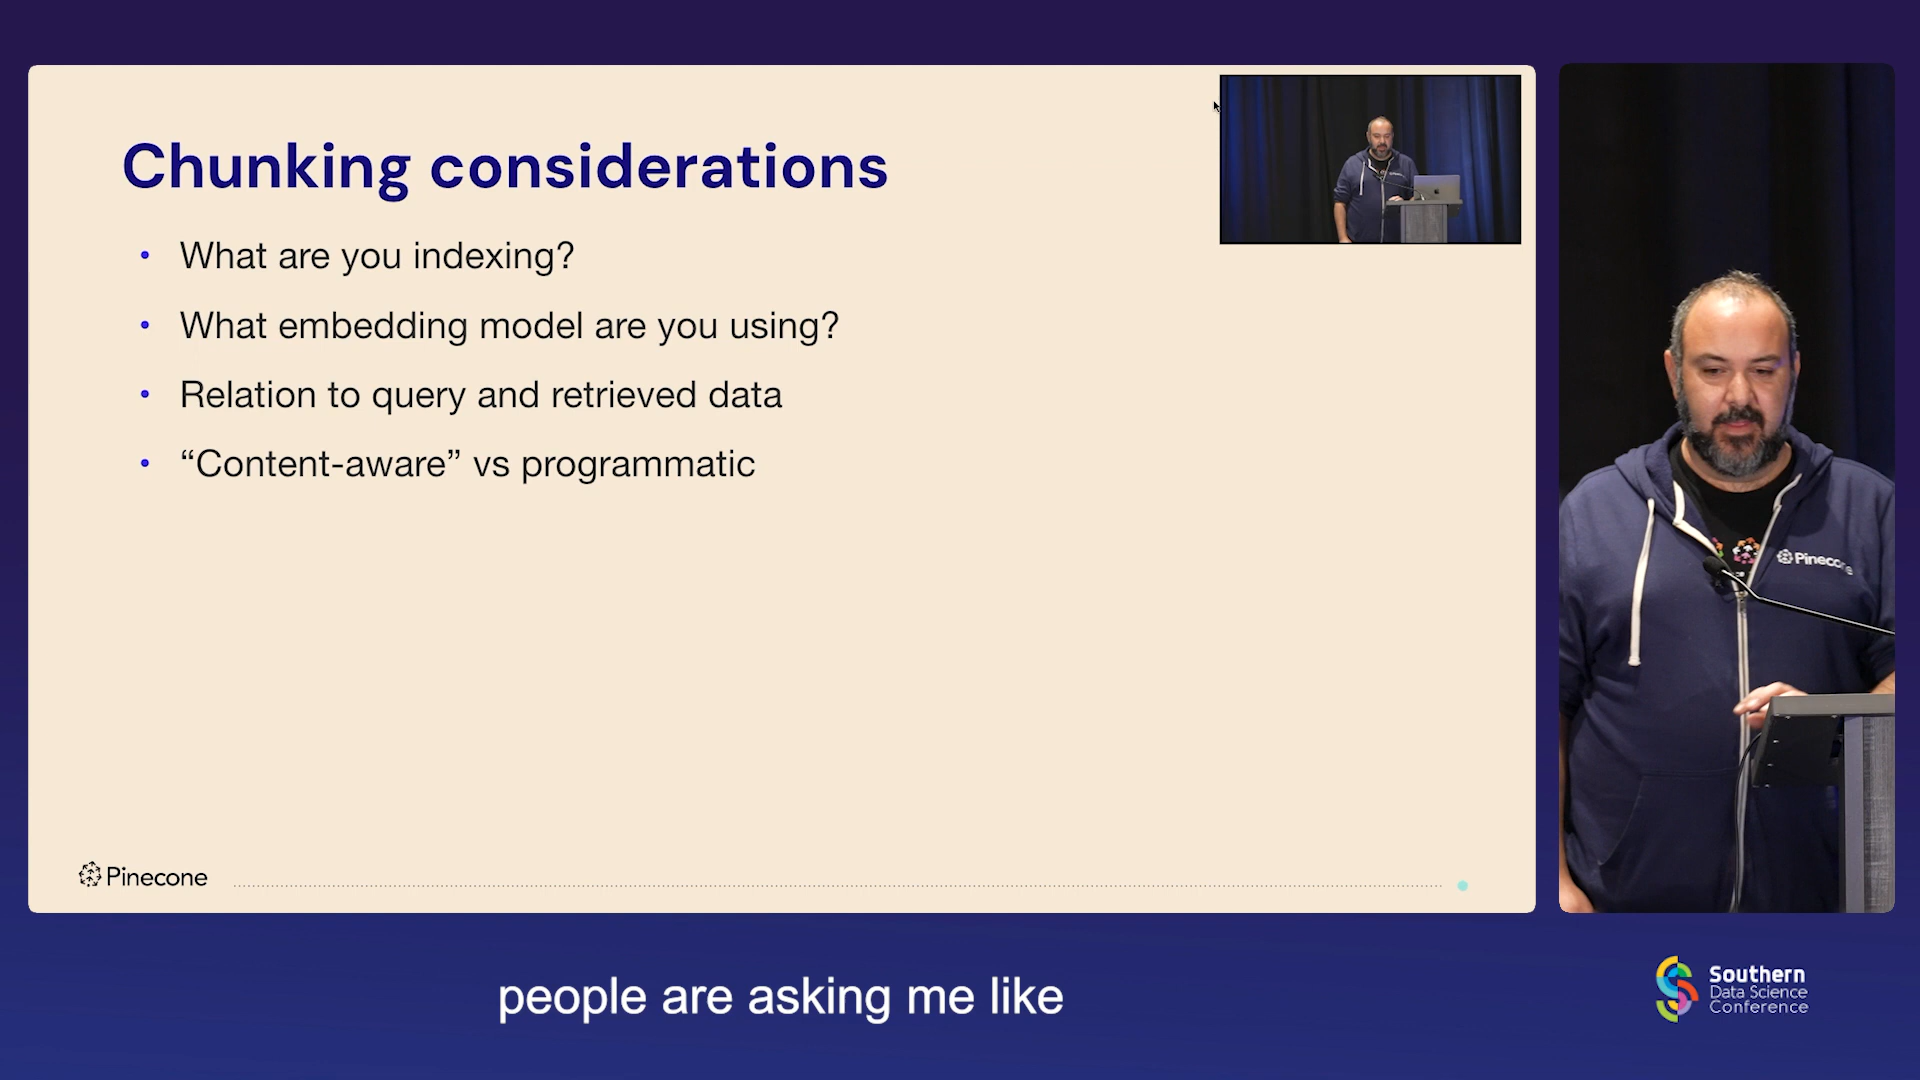 Chunking considerations
• What are you indexing?
• What embedding model are you using?
• Relation to query and retrieved data
• “Content-aware” vs programmatic
Pinecone
Pinecone
people are asking me like
Southern
Data Science
Conference